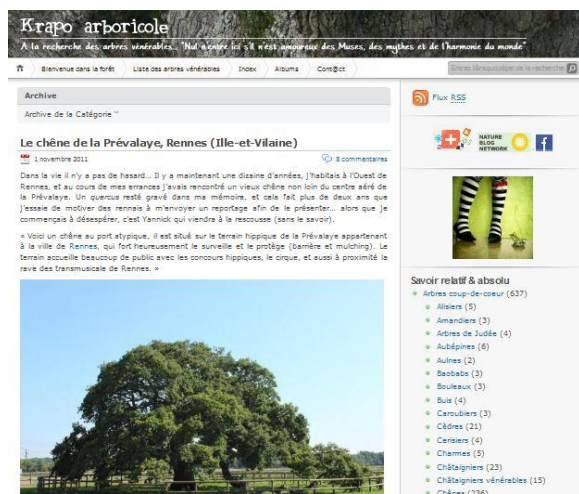 Krapo arboricole
A la recherche des arbres vénérables... "Nul n'entre ici s'il n'est amoureux des Muses, des mythes et de l'harmonie du monde"
Bienvenue dans la forêt
Liste des arbres vénérables
Index
Albums
Cont@ct
Archive
Archive de la Catégorie ''
Le chêne de la Prévalaye, Rennes (Ille-et-Vilaine)
1 novembre 2011
8 commentaires
Dans la vie il n'y a pas de hasard... Il y a maintenant une dizaine d'années, j'habitais à l'Ouest de
Rennes, et au cours de mes errances j'avais rencontré un vieux chêne non loin du centre aéré de
la Prévalaye. Un quercus resté gravé dans ma mémoire, et cela fait plus de deux ans que
j'essaie de motiver des rennais à m'envoyer un reportage afin de le présenter... alors que je
commençais à désespérer, c'est Yannick qui viendra à la rescousse (sans le savoir).
« Voici un chêne au port atypique, il est situé sur le terrain hippique de la Prévalaye appartenant
à la ville de Rennes, qui fort heureusement le surveille et le protège (barrière et mulching). Le
terrain accueille beaucoup de public avec les concours hippiques, le cirque, et aussi à proximité la
rave des transmusicale de Rennes. »
Flux RSS
NATURE
BLOG
NETWORK
Savoir relatif & absolu
Arbres coup-de-coeur (637)
Alisiers (5)
Amandiers (3)
Arbres de Judée (4)
Aubépines (6)
Aulnes (2)
Baobabs (3)
Bouleaux (3)
Buis (4)
Caroubiers (3)
Cèdres (21)
Cerisiers (4)
Charmes (5)
Châtaigniers (23)
Châtaigniers vénérables (15)
Chênes (236)